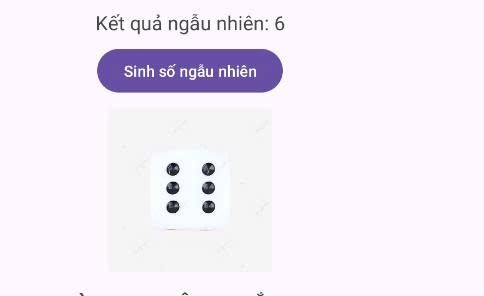 Kết quả ngẫu nhiên: 6
Sinh số ngẫu nhiên